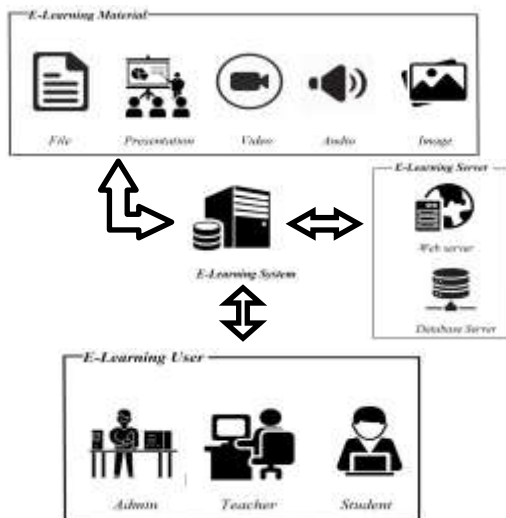 E-Learning Material
File Presentation Video Audio Image
E-Learning Server
Web server
E-Learning System
Database Server
E-Learning User
Admin Teacher Student